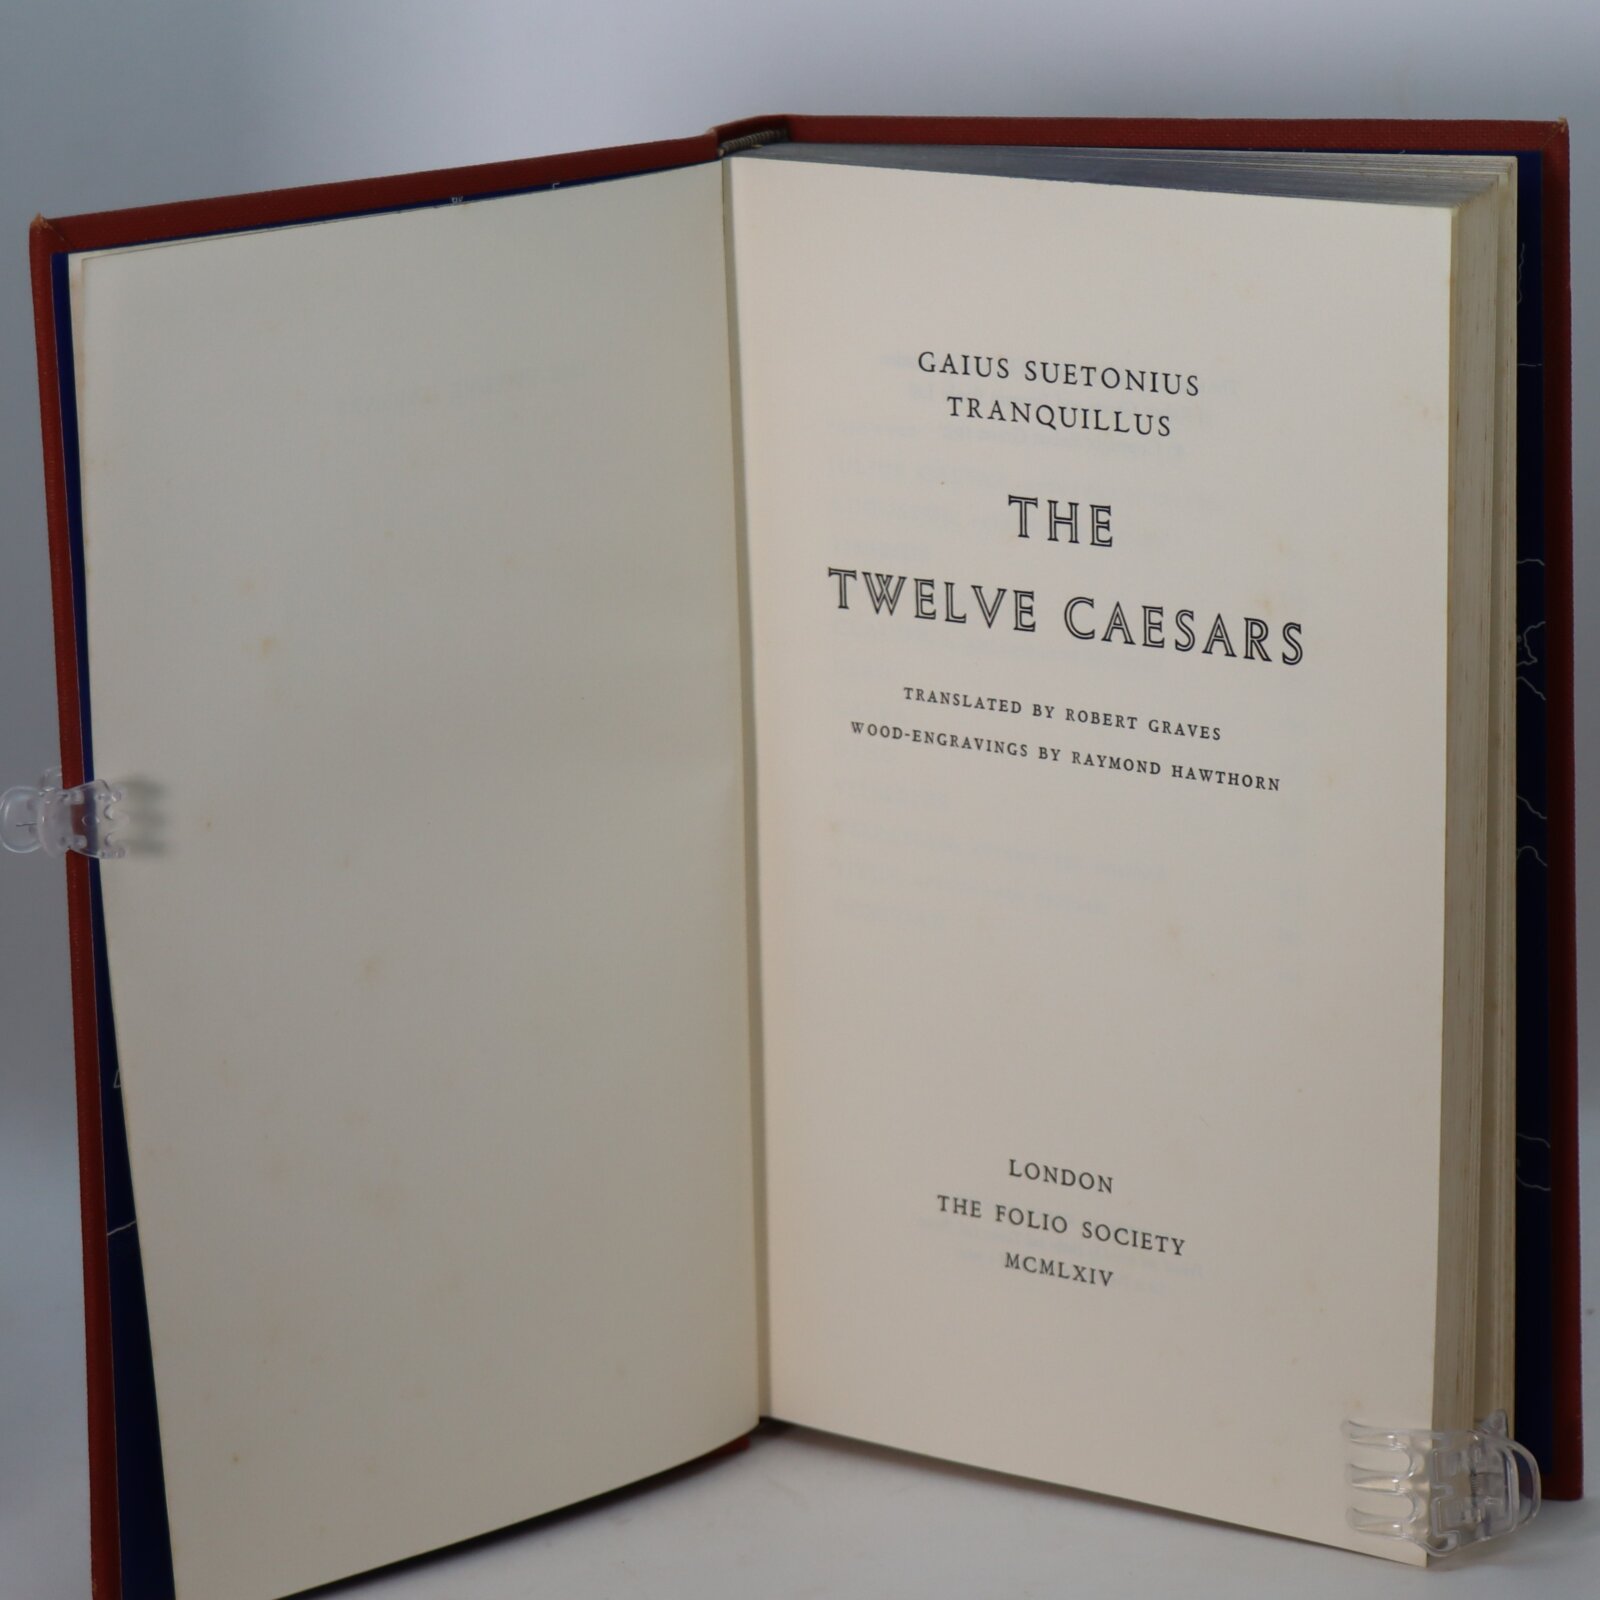 GAIUS SUETONIUS
TRANQUILLUS
THE
TWELVE CAESARS
TRANSLATED BY ROBERT GRAVES
WOOD-ENGRAVINGS BY RAYMOND HAWTHORN
LONDON
THE FOLIO SOCIETY
MCMLXIV